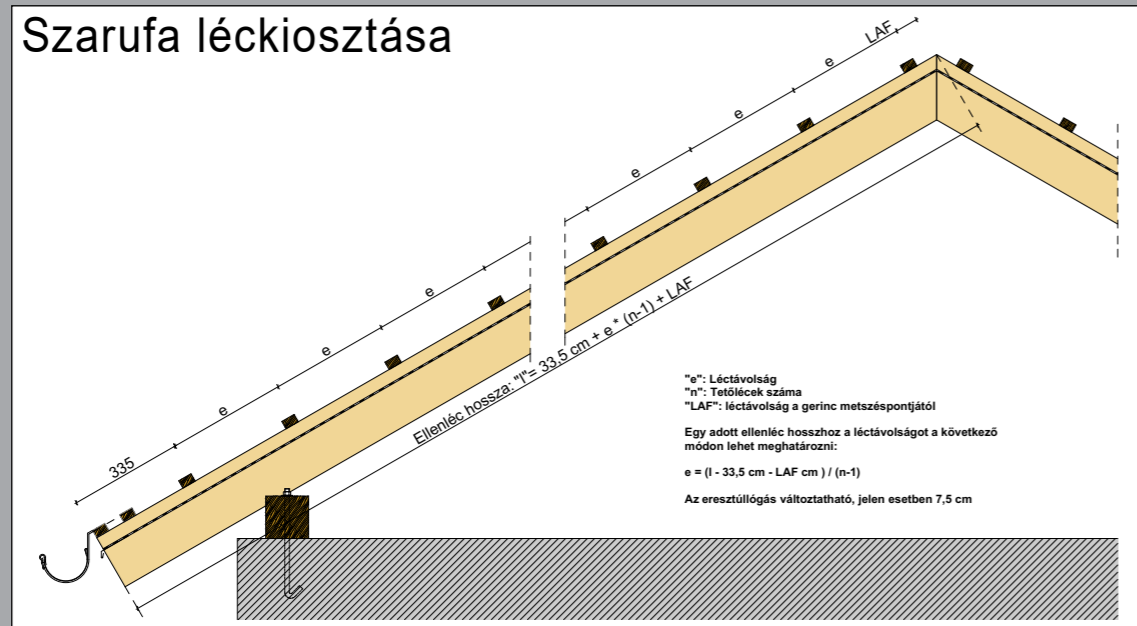 Szarufa léckiosztása
LAF
e
e
e
e
e
e
335
Ellenléc hossza: "l"= 33,5 cm + e * (n-1) + LAF
"e": Léctávolság
"n": Tetőlécek száma
"LAF": léctávolság a gerinc metszéspontjától
Egy adott ellenléc hosszhoz a léctávolságot a következő
módon lehet meghatározni:
e = (l - 33,5 cm - LAF cm ) / (n-1)
Az eresztúllógás változtatható, jelen esetben 7,5 cm